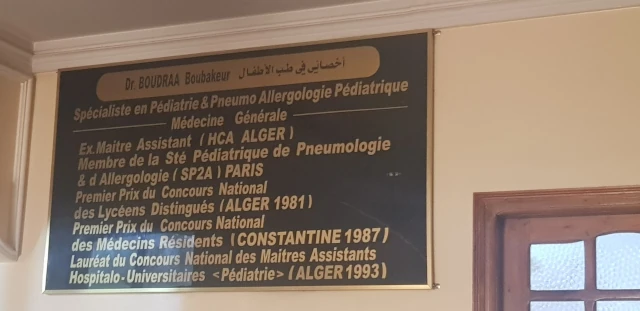 Dr. BOUDRAA Boubakeur أخصائي في طب الأطفال
Spécialiste en Pédiatrie & Pneumo Allergologie Pédiatrique
Médecine Générale
Ex.Maitre Assistant ( HCA ALGER )
Membre de la Sté Pédiatrique de Pneumologie
& d Allergologie ( SP2A ) PARIS
Premier Prix du Concours National
des Lycéens Distingués (ALGER 1981)
Premier Prix du Concours National
des Médecins Résidents (CONSTANTINE 1987)
Lauréat du Concours National des Maitres Assistants
Hospitalo-Universitaires <Pédiatrie> (ALGER 1993)